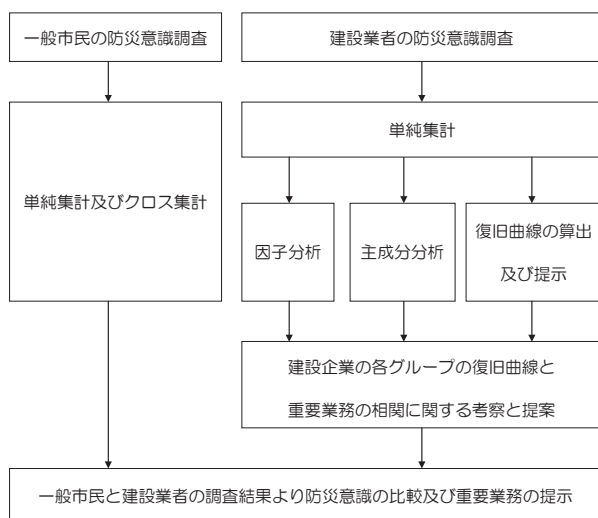 一般市民の防災意識調査
建設業者の防災意識調査
単純集計
単純集計及びクロス集計
因子分析
主成分分析
復旧曲線の算出
及び提示
建設企業の各グループの復旧曲線と
重要業務の相関に関する考察と提案
一般市民と建設業者の調査結果より防災意識の比較及び重要業務の提示